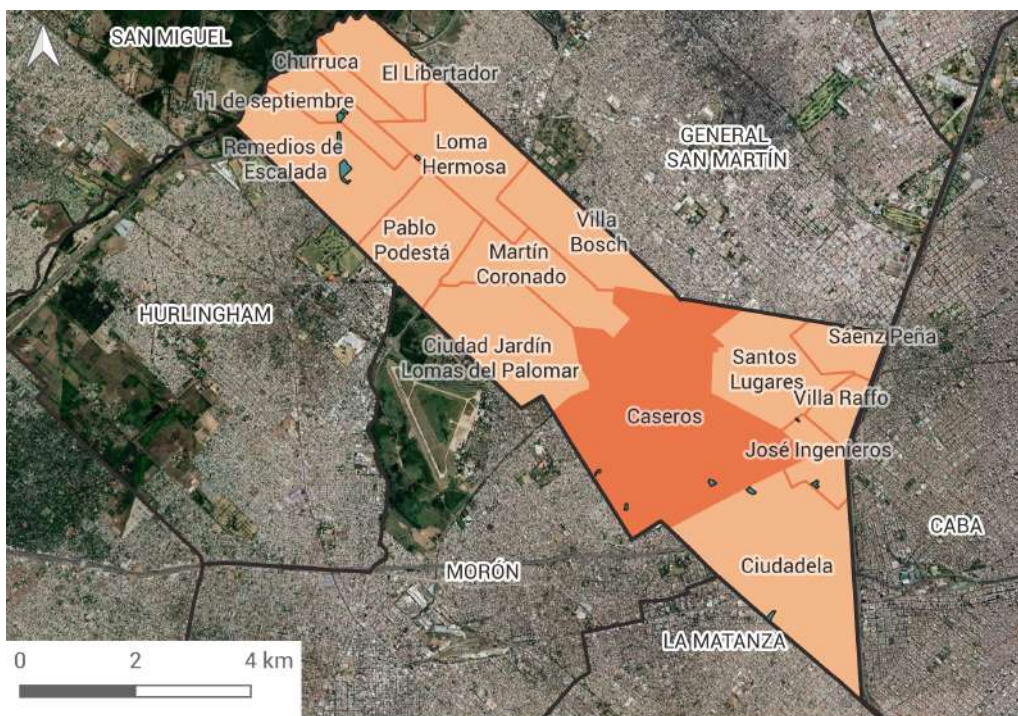 SAN MIGUEL
Churruca
El Libertador
11 de septiembre
Remedios de
Escalada
Loma
Hermosa
GENERAL
SAN MARTÍN
Pablo
Podestá
Villa
Bosch
Martín
Coronado
HURLINGHAM
Ciudad Jardín
Lomas del Palomar
Sáenz Peña
Santos
Lugares
Villa Raffo
Caseros
José Ingenieros
CABA
MORÓN
Ciudadela
LA MATANZA
0 2 4 km